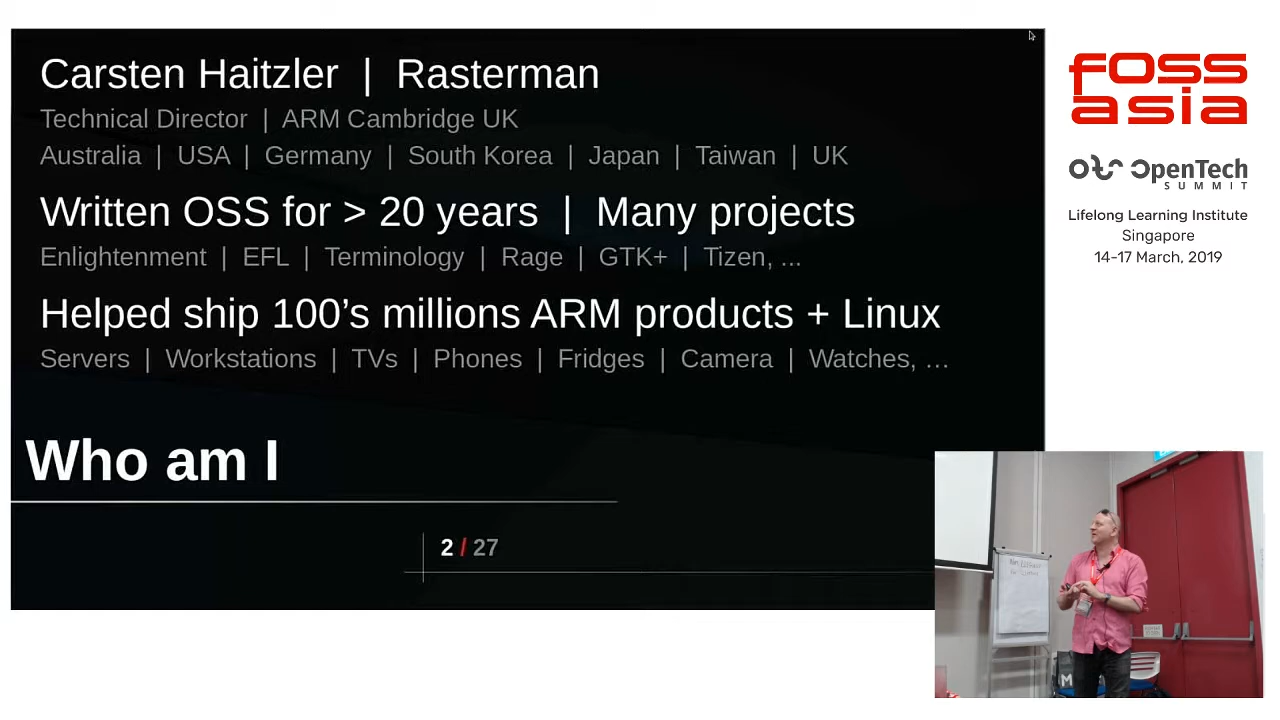 Carsten Haitzler | Rasterman
Technical Director | ARM Cambridge UK
Australia | USA | Germany | South Korea | Japan | Taiwan | UK
Written OSS for > 20 years | Many projects
Enlightenment | EFL | Terminology | Rage | GTK+ | Tizen, ...
Helped ship 100’s millions ARM products + Linux
Servers | Workstations | TVs | Phones | Fridges | Camera | Watches, …
Who am I
2 / 27
foss
asia
ots OpenTech
SUMMIT
Lifelong Learning Institute
Singapore
14-17 March, 2019